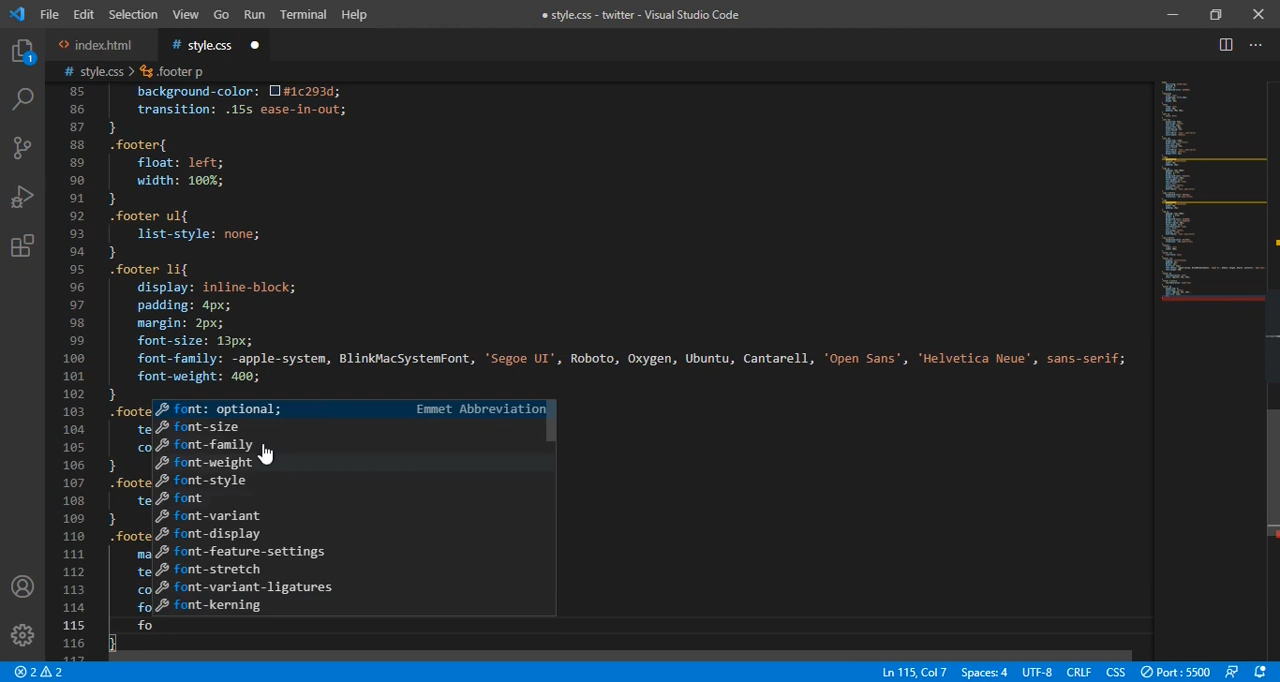 File Edit Selection View Go Run Terminal Help
● style.css - twitter - Visual Studio Code
<> index.html
# style.css ●
# style.css > .footer p
85 background-color: #1c293d;
86 transition: .15s ease-in-out;
87 }
88 .footer{
89 float: left;
90 width: 100%;
91 }
92 .footer ul{
93 list-style: none;
94 }
95 .footer li{
96 display: inline-block;
97 padding: 4px;
98 margin: 2px;
99 font-size: 13px;
100 font-family: -apple-system, BlinkMacSystemFont, 'Segoe UI', Roboto, Oxygen, Ubuntu, Cantarell, 'Open Sans', 'Helvetica Neue', sans-serif;
101 font-weight: 400;
102 }
103 .foote font: optional; Emmet Abbreviation
104 te font-size
105 co font-family
106 } font-weight
107 .foote font-style
108 te font
109 } font-variant
110 .foote font-display
111 ma font-feature-settings
112 te font-stretch
113 co font-variant-ligatures
114 fo font-kerning
115 fo
116 }
117
1
2 2 Ln 115, Col 7 Spaces: 4 UTF-8 CRLF CSS Port : 5500